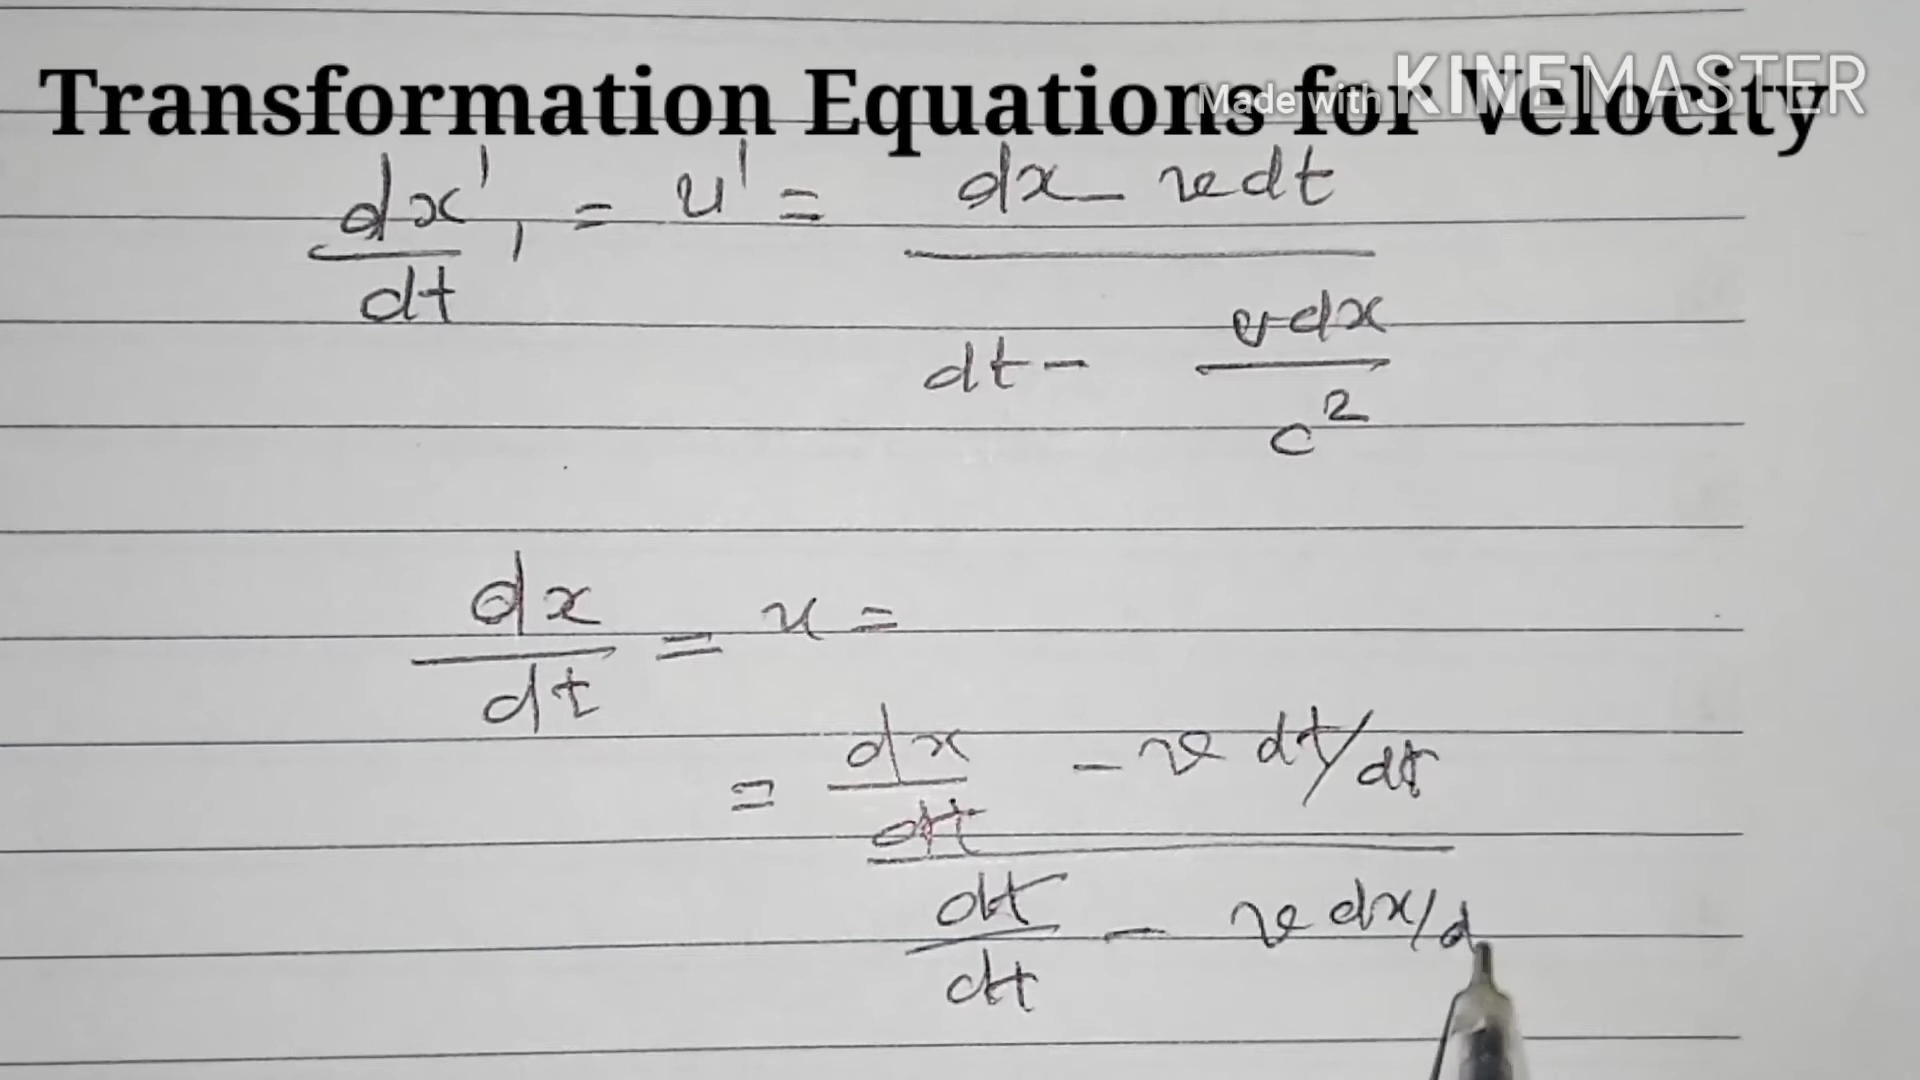 Transformation Equations for Velocity
Made with KINEMASTER
dx'/dt' = u' = (dx - vdt)/(dt - vdx/c²)
dx/dt = u =
= (dx/dt - v dt/dt)/(dt/dt - v dx/d